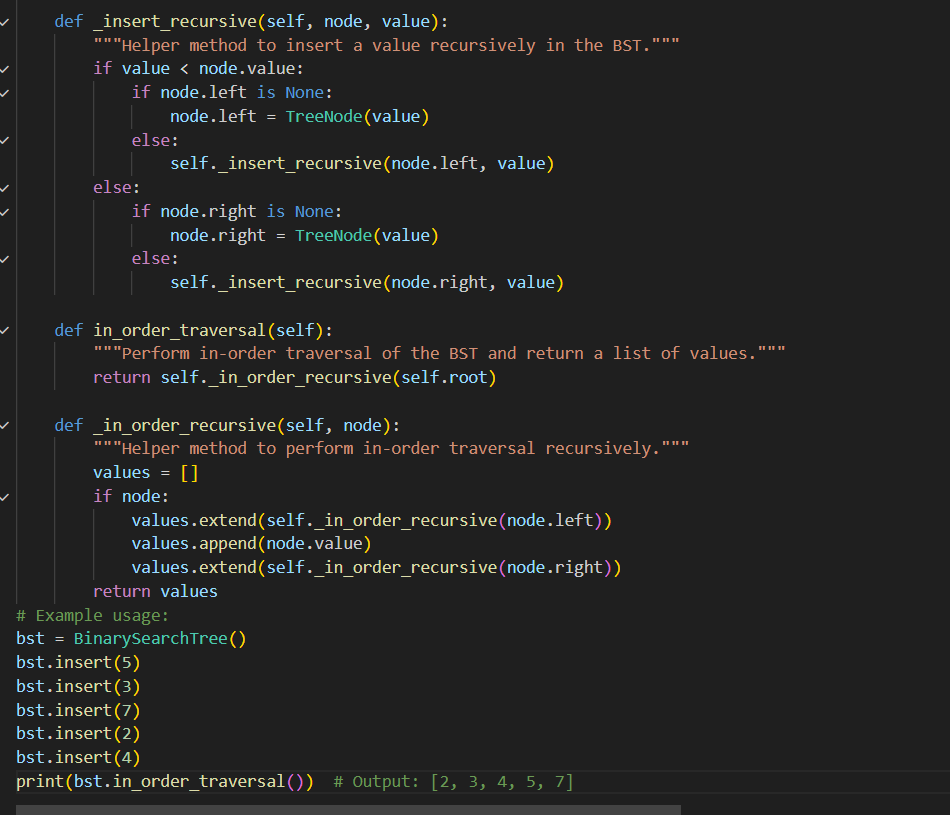 def _insert_recursive(self, node, value):
        """Helper method to insert a value recursively in the BST."""
        if value < node.value:
            if node.left is None:
                node.left = TreeNode(value)
            else:
                self._insert_recursive(node.left, value)
        else:
            if node.right is None:
                node.right = TreeNode(value)
            else:
                self._insert_recursive(node.right, value)

    def in_order_traversal(self):
        """Perform in-order traversal of the BST and return a list of values."""
        return self._in_order_recursive(self.root)

    def _in_order_recursive(self, node):
        """Helper method to perform in-order traversal recursively."""
        values = []
        if node:
            values.extend(self._in_order_recursive(node.left))
            values.append(node.value)
            values.extend(self._in_order_recursive(node.right))
        return values
# Example usage:
bst = BinarySearchTree()
bst.insert(5)
bst.insert(3)
bst.insert(7)
bst.insert(2)
bst.insert(4)
print(bst.in_order_traversal())  # Output: [2, 3, 4, 5, 7]